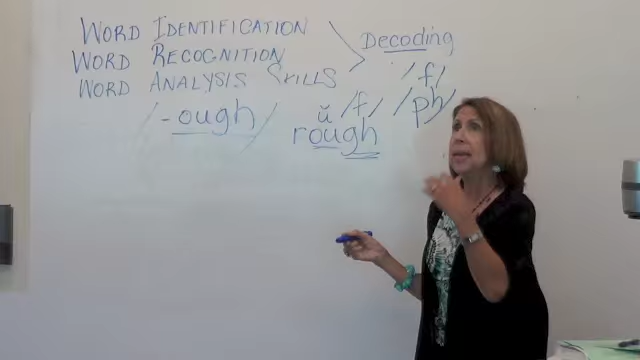 WORD IDENTIFICATION
WORD RECOGNITION
WORD ANALYSIS SKILLS
Decoding
/f/
/-ough/
ŭ /f/ /ph/
rough